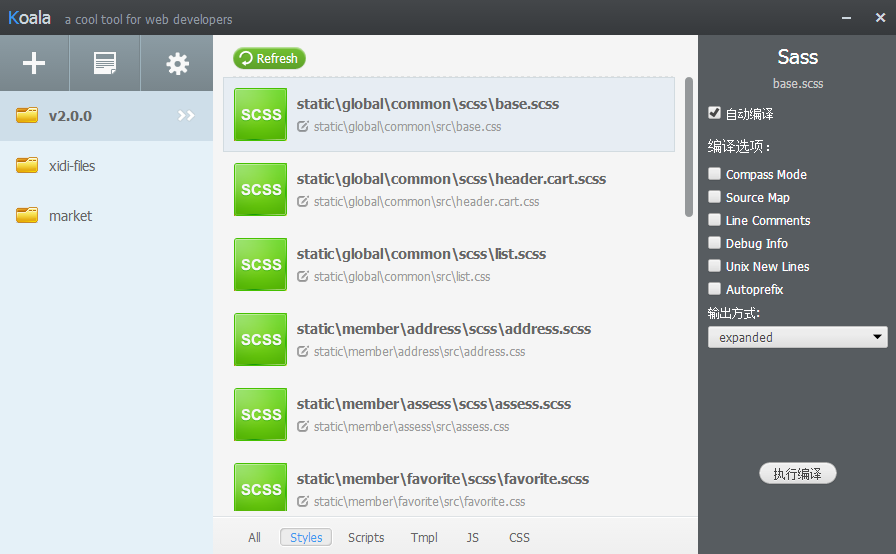 Koala a cool tool for web developers
v2.0.0
xidi-files
market
Refresh
SCSS
static\global\common\scss\base.scss
static\global\common\src\base.css
SCSS
static\global\common\scss\header.cart.scss
static\global\common\src\header.cart.css
SCSS
static\global\common\scss\list.scss
static\global\common\src\list.css
SCSS
static\member\address\scss\address.scss
static\member\address\src\address.css
SCSS
static\member\assess\scss\assess.scss
static\member\assess\src\assess.css
SCSS
static\member\favorite\scss\favorite.scss
static\member\favorite\src\favorite.css
All Styles Scripts Tmpl JS CSS
Sass
base.scss
自动编译
编译选项：
Compass Mode
Source Map
Line Comments
Debug Info
Unix New Lines
Autoprefix
输出方式:
expanded
执行编译